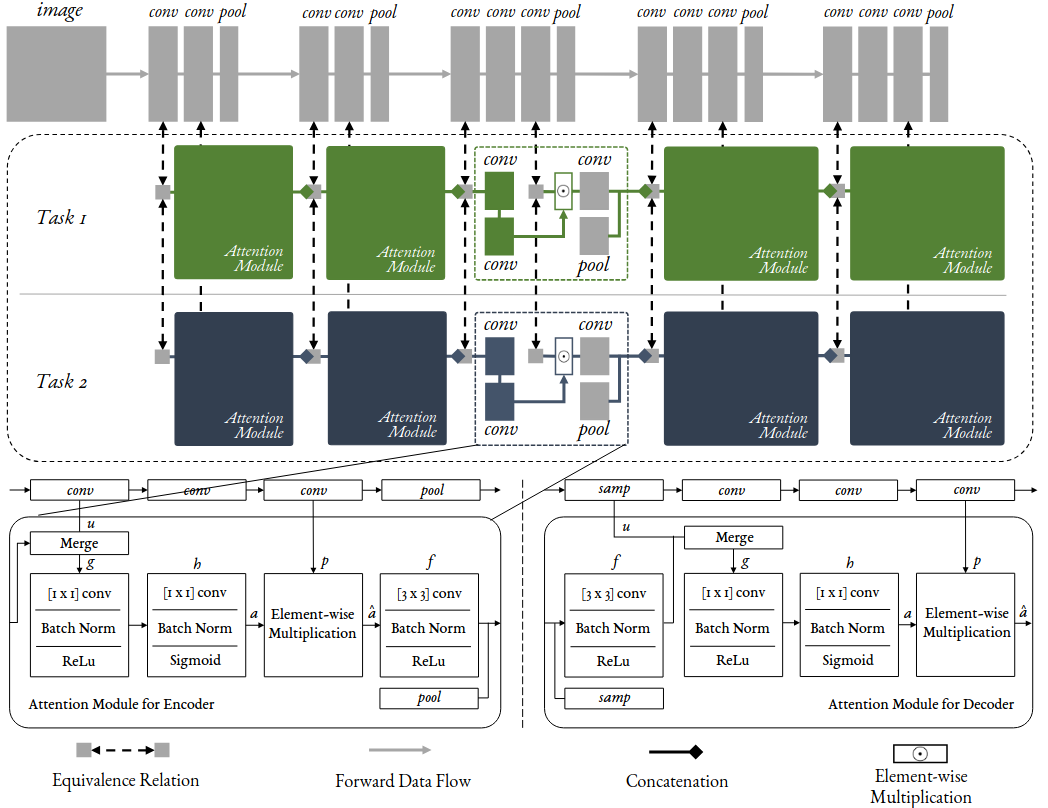 image
conv conv pool
conv conv pool
conv conv conv pool
conv conv conv pool
conv conv conv pool
Task 1
Attention
Module
Attention
Module
conv
conv
conv
pool
Attention
Module
Attention
Module
Task 2
Attention
Module
Attention
Module
conv
conv
conv
pool
Attention
Module
Attention
Module
conv
conv
conv
pool
u
Merge
g
h
p
f
[1 x 1] conv
Batch Norm
ReLu
[1 x 1] conv
Batch Norm
Sigmoid
a
Element-wise
Multiplication
â
[3 x 3] conv
Batch Norm
ReLu
pool
Attention Module for Encoder
samp
conv
conv
conv
u
Merge
f
g
h
p
[3 x 3] conv
Batch Norm
ReLu
samp
[1 x 1] conv
Batch Norm
ReLu
[1 x 1] conv
Batch Norm
Sigmoid
a
Element-wise
Multiplication
â
Attention Module for Decoder
Equivalence Relation
Forward Data Flow
Concatenation
Element-wise
Multiplication